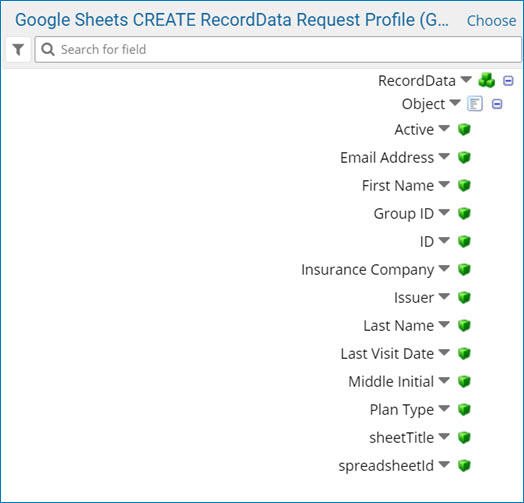 Google Sheets CREATE RecordData Request Profile (G... Choose
Search for field
RecordData
Object
Active
Email Address
First Name
Group ID
ID
Insurance Company
Issuer
Last Name
Last Visit Date
Middle Initial
Plan Type
sheetTitle
spreadsheetId